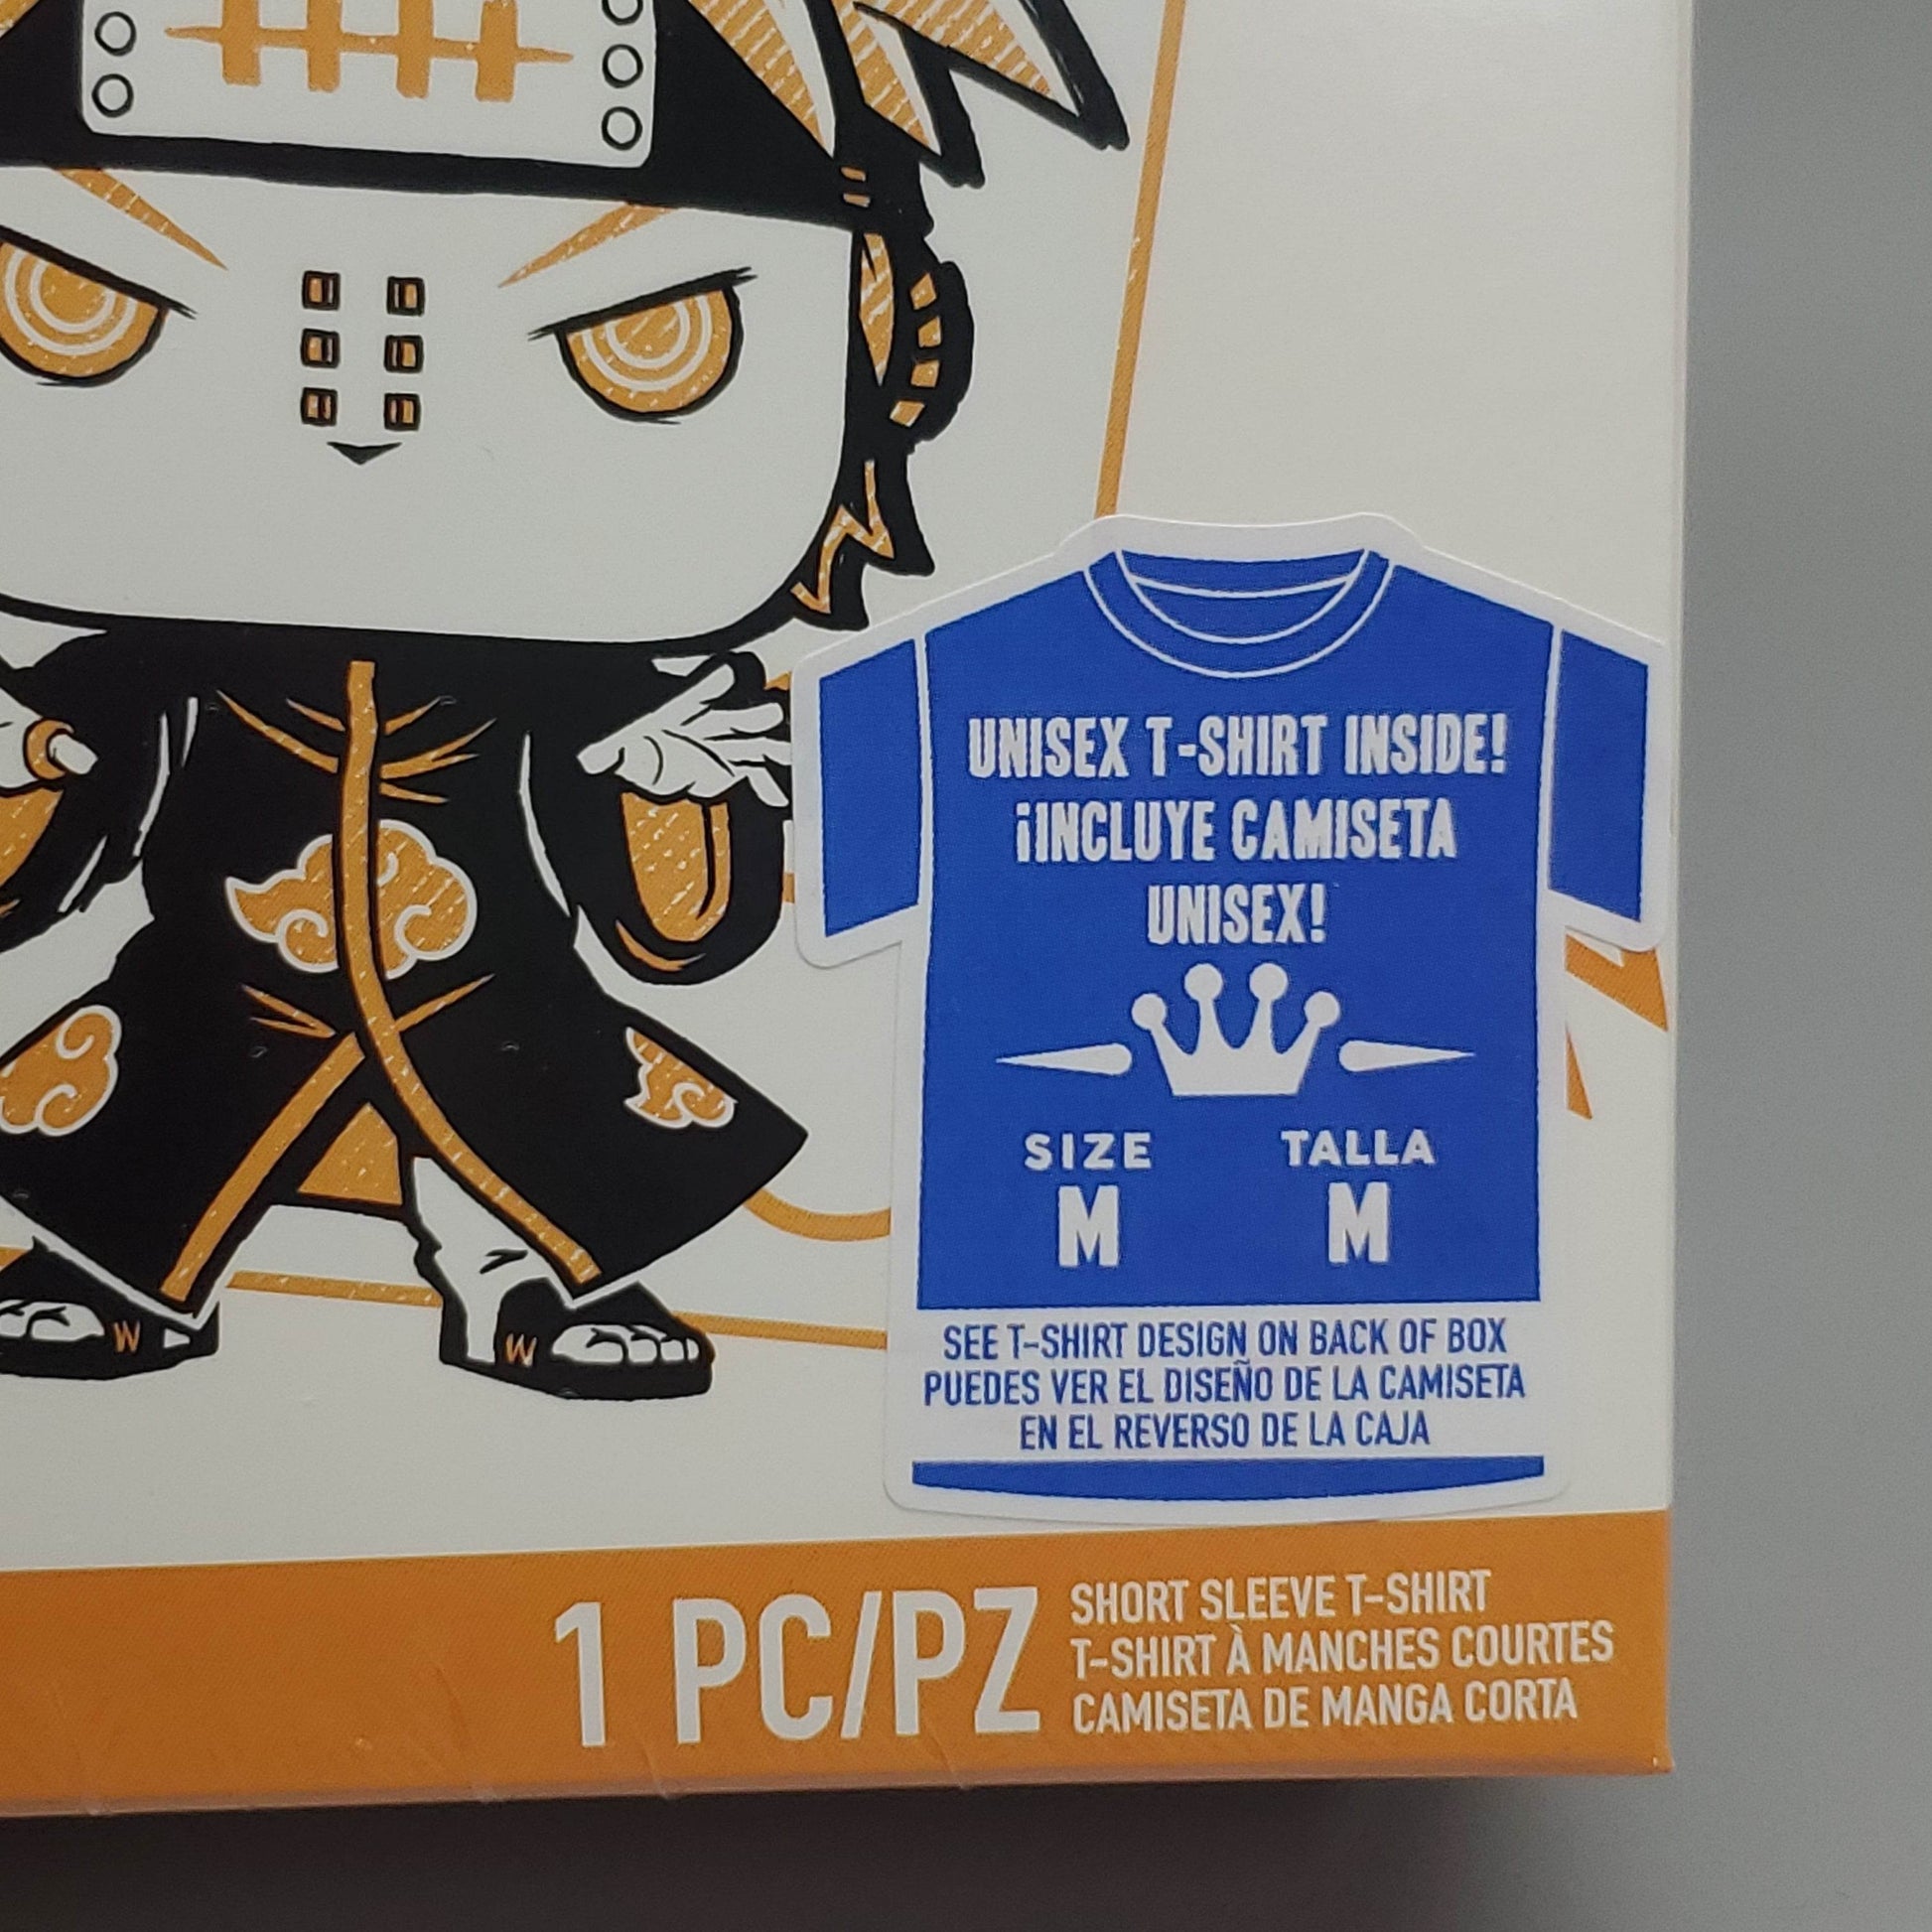 UNISEX T-SHIRT INSIDE!
¡INCLUYE CAMISETA
UNISEX!
SIZE TALLA
M M
SEE T-SHIRT DESIGN ON BACK OF BOX
PUEDES VER EL DISEÑO DE LA CAMISETA
EN EL REVERSO DE LA CAJA
1 PC/PZ
SHORT SLEEVE T-SHIRT
T-SHIRT À MANCHES COURTES
CAMISETA DE MANGA CORTA